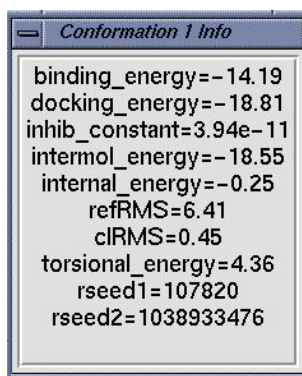 Conformation 1 Info
binding_energy=-14.19
docking_energy=-18.81
inhib_constant=3.94e-11
intermol_energy=-18.55
internal_energy=-0.25
refRMS=6.41
clRMS=0.45
torsional_energy=4.36
rseed1=107820
rseed2=1038933476